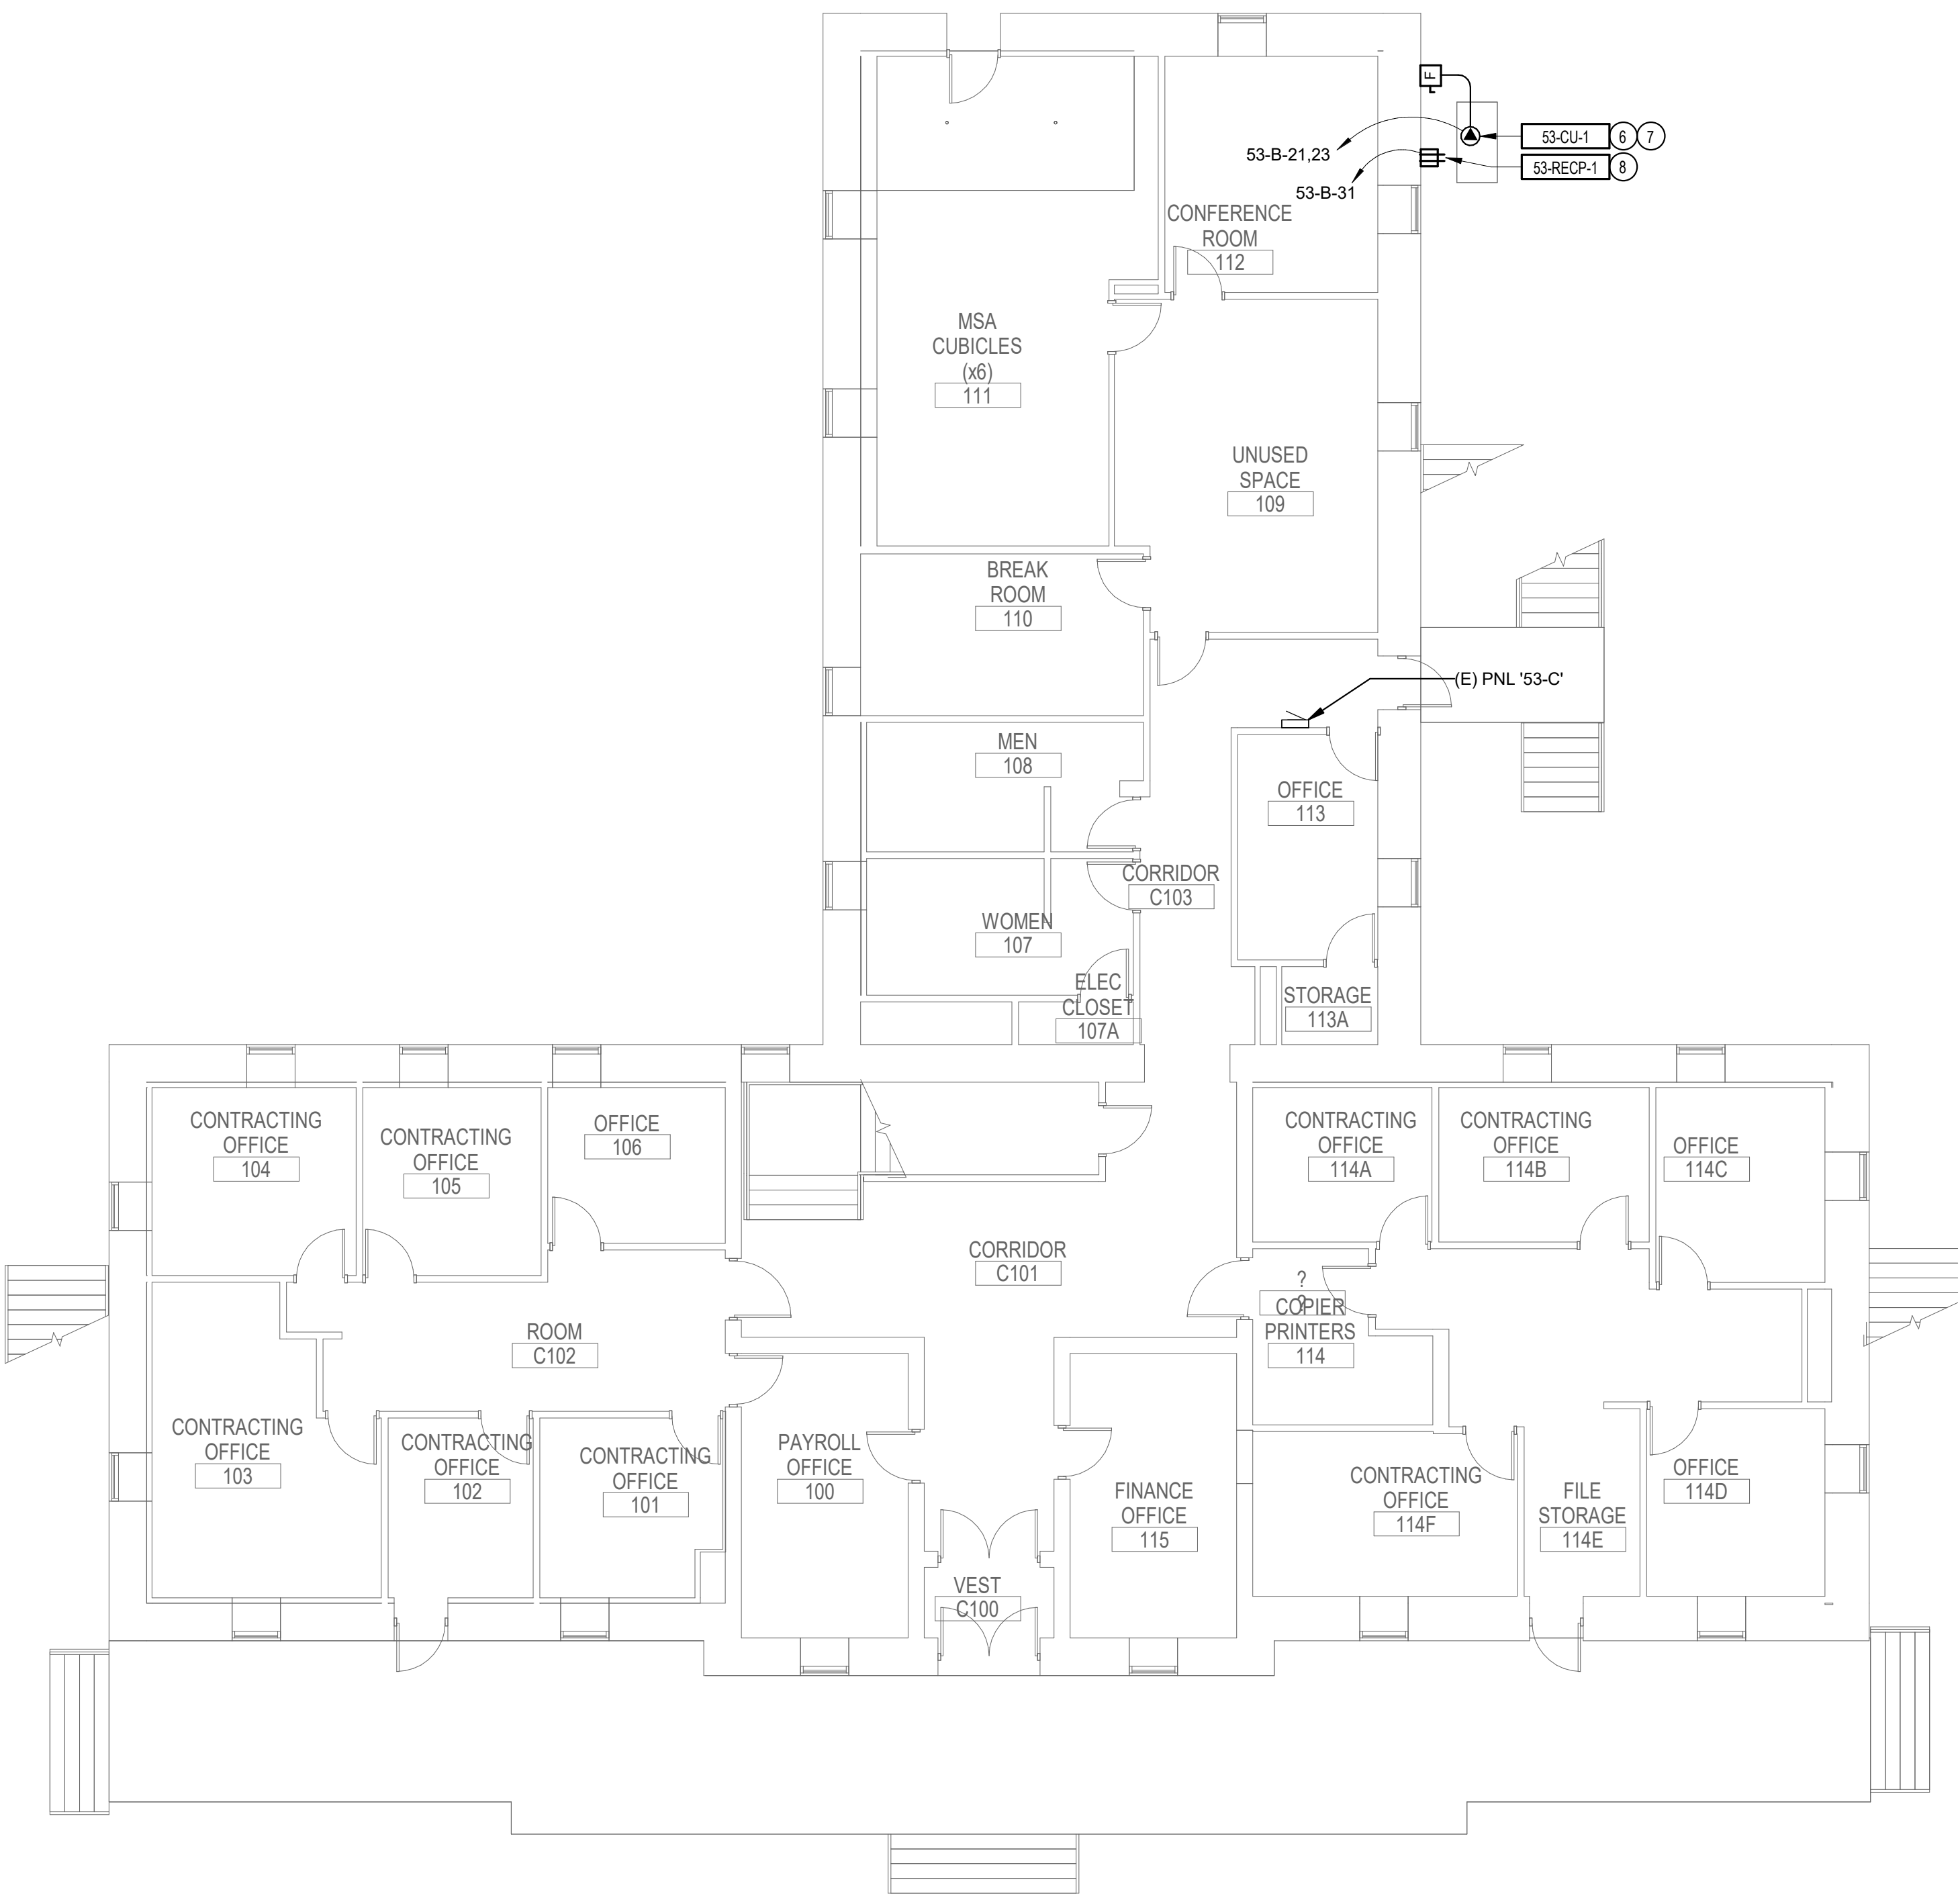 F
53-CU-1
6
7
53-B-21,23
53-RECP-1
8
53-B-31
CONFERENCE
ROOM
112
MSA
CUBICLES
(x6)
111
UNUSED
SPACE
109
BREAK
ROOM
110
(E) PNL '53-C'
MEN
108
OFFICE
113
CORRIDOR
C103
WOMEN
107
ELEC
CLOSET
107A
STORAGE
113A
CONTRACTING
OFFICE
104
CONTRACTING
OFFICE
105
OFFICE
106
CONTRACTING
OFFICE
114A
CONTRACTING
OFFICE
114B
OFFICE
114C
CORRIDOR
C101
?
?
COPIER
PRINTERS
114
ROOM
C102
CONTRACTING
OFFICE
103
CONTRACTING
OFFICE
102
CONTRACTING
OFFICE
101
PAYROLL
OFFICE
100
FINANCE
OFFICE
115
CONTRACTING
OFFICE
114F
FILE
STORAGE
114E
OFFICE
114D
VEST
C100